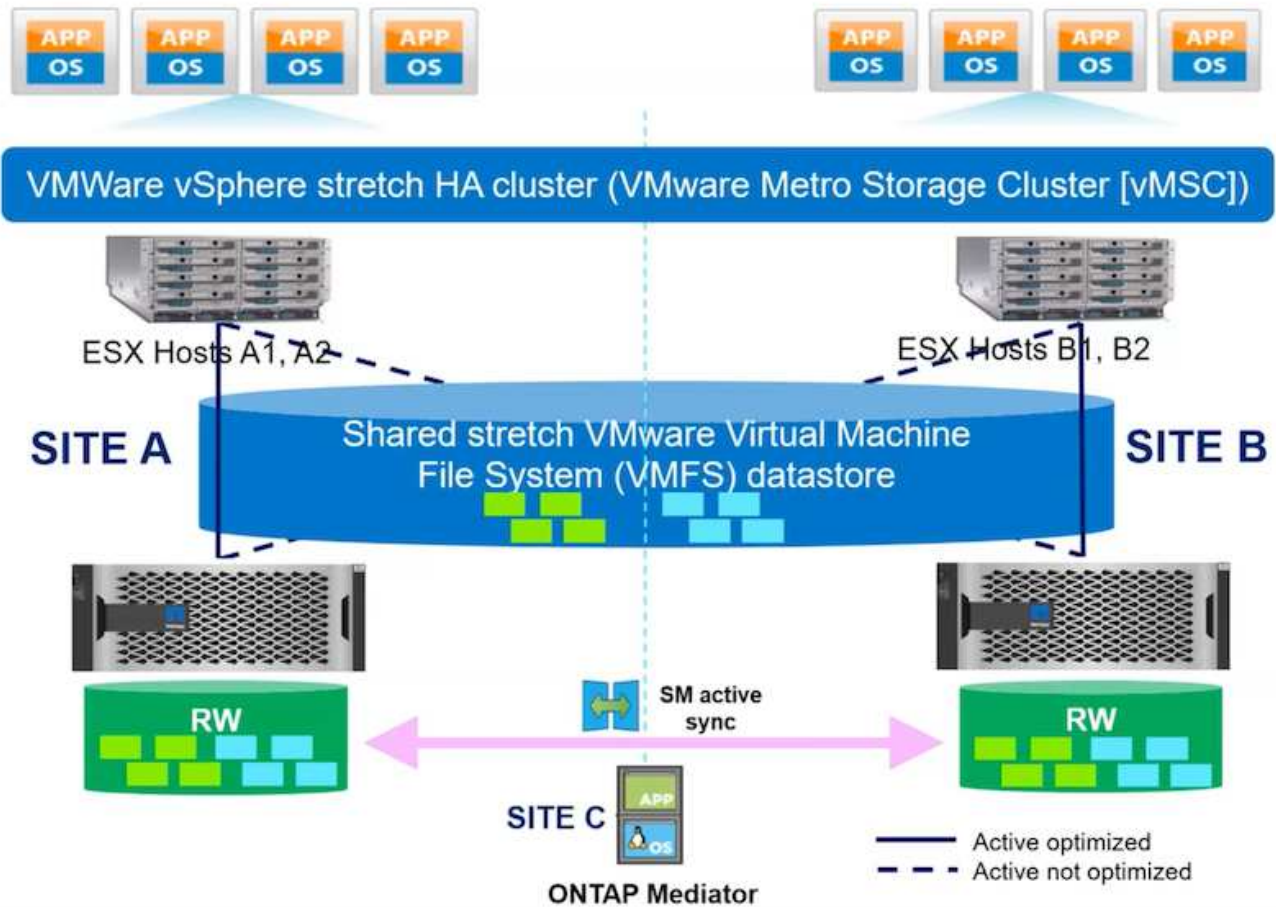 APP
OS
APP
OS
APP
OS
APP
OS
APP
OS
APP
OS
APP
OS
APP
OS
VMWare vSphere stretch HA cluster (VMware Metro Storage Cluster [vMSC])
ESX Hosts A1, A2
ESX Hosts B1, B2
SITE A
Shared stretch VMware Virtual Machine
File System (VMFS) datastore
SITE B
RW
SM active
sync
RW
SITE C
APP
OS
ONTAP Mediator
Active optimized
Active not optimized